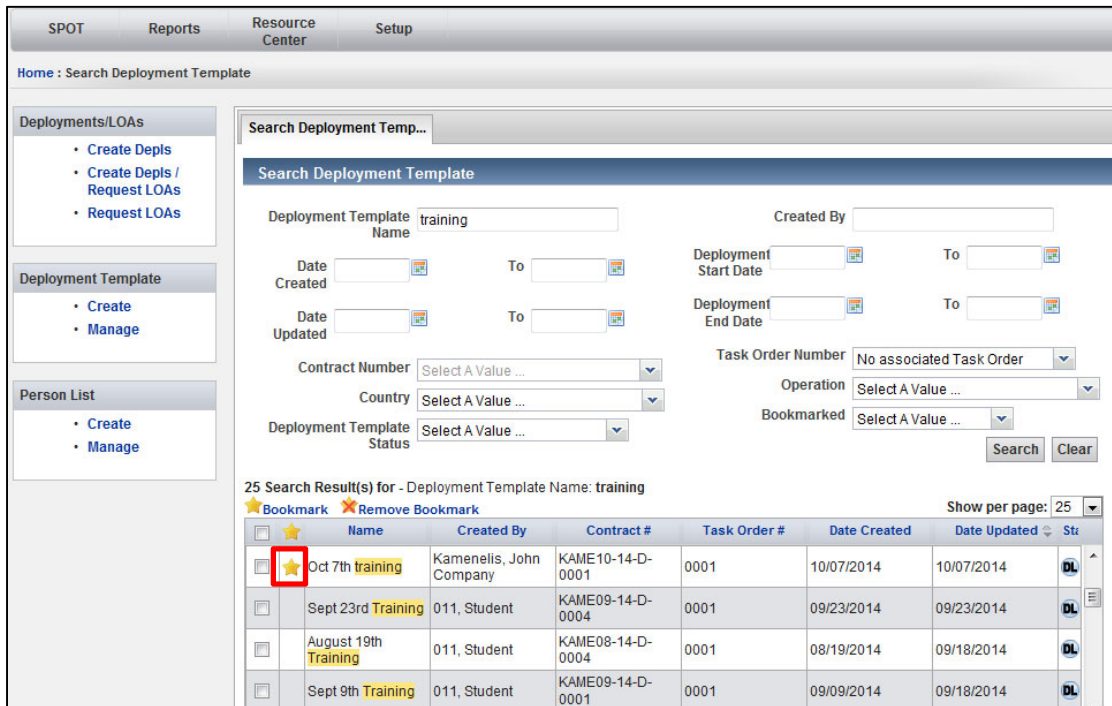 SPOT Reports Resource Center Setup
Home : Search Deployment Template
Deployments/LOAs
• Create Depls
• Create Depls /
Request LOAs
• Request LOAs
Deployment Template
• Create
• Manage
Person List
• Create
• Manage
Search Deployment Temp...
Search Deployment Template
Deployment Template Name training Created By
Date Created To Deployment Start Date To
Date Updated To Deployment End Date To
Contract Number Select A Value ... Task Order Number No associated Task Order
Country Select A Value ... Operation Select A Value ...
Deployment Template Status Select A Value ... Bookmarked Select A Value ...
Search Clear
25 Search Result(s) for - Deployment Template Name: training
Bookmark Remove Bookmark Show per page: 25
Name Created By Contract # Task Order # Date Created Date Updated Sta
Oct 7th training Kamenelis, John Company KAME10-14-D-0001 0001 10/07/2014 10/07/2014 DL
Sept 23rd Training 011, Student KAME09-14-D-0004 0001 09/23/2014 09/23/2014 DL
August 19th Training 011, Student KAME08-14-D-0004 0001 08/19/2014 09/18/2014 DL
Sept 9th Training 011, Student KAME09-14-D-0001 0001 09/09/2014 09/18/2014 DL